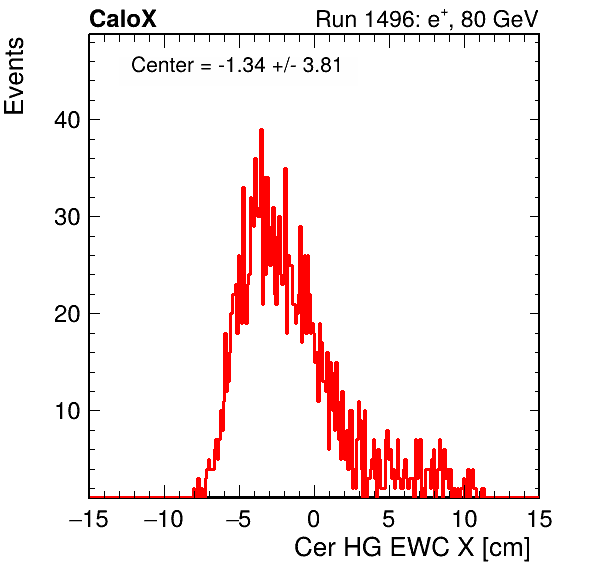 CaloX Run 1496: e⁺, 80 GeV
Events
Center = -1.34 +/- 3.81
40
30
20
10
−15 −10 −5 0 5 10 15
Cer HG EWC X [cm]